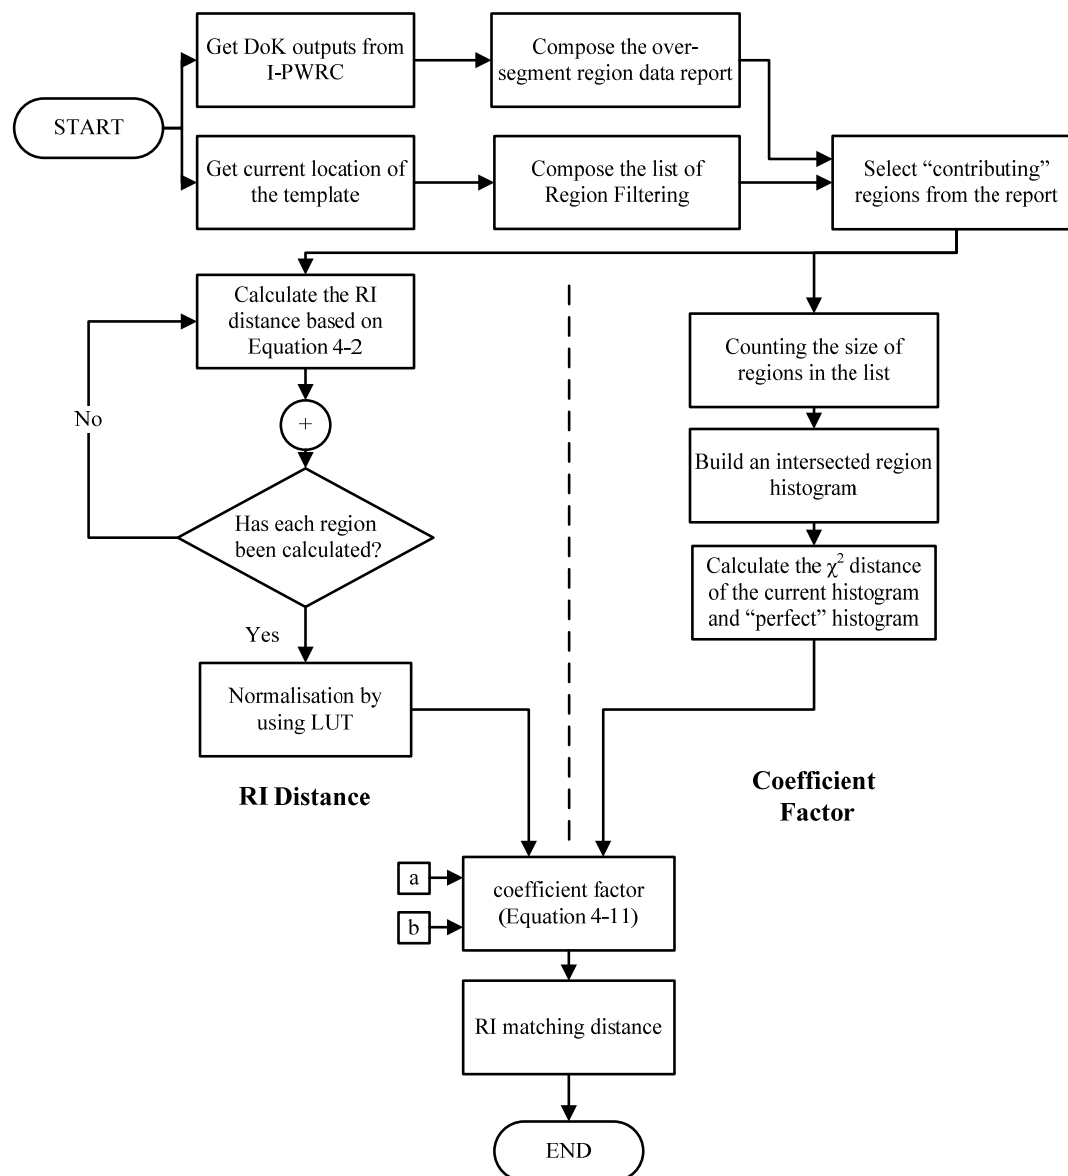 Get DoK outputs from
I-PWRC
Compose the over-
segment region data report
START
Get current location of
the template
Compose the list of
Region Filtering
Select “contributing”
regions from the report
Calculate the RI
distance based on
Equation 4-2
No
+
Has each region
been calculated?
Yes
Normalisation by
using LUT
RI Distance
Counting the size of
regions in the list
Build an intersected region
histogram
Calculate the χ² distance
of the current histogram
and “perfect” histogram
Coefficient
Factor
a
b
coefficient factor
(Equation 4-11)
RI matching distance
END